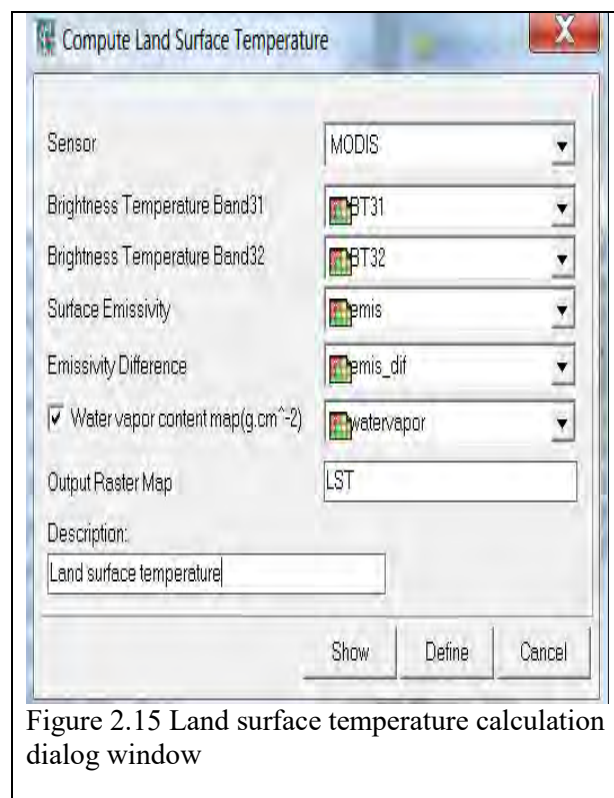 Compute Land Surface Temperature
X
Sensor MODIS
Brightness Temperature Band31 BT31
Brightness Temperature Band32 BT32
Surface Emissivity emis
Emissivity Difference emis_dif
Water vapor content map(g.cm^-2) watervapor
Output Raster Map LST
Description:
Land surface temperature
Show Define Cancel
Figure 2.15 Land surface temperature calculation
dialog window